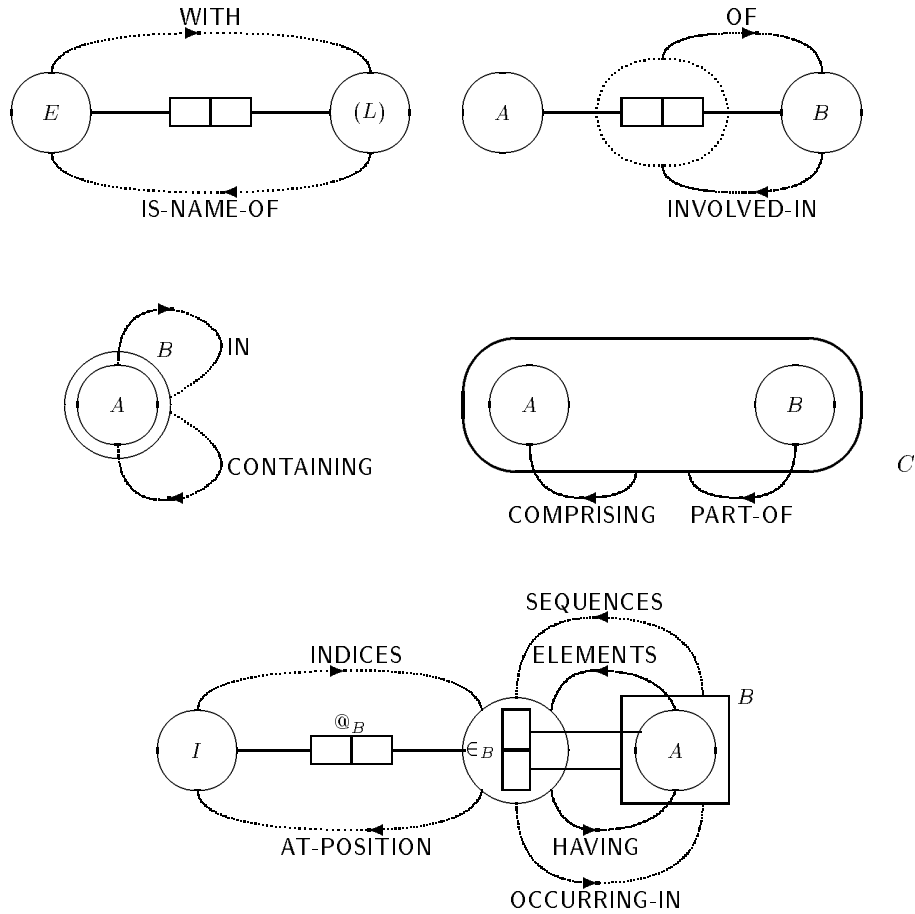 WITH
E
(L)
IS-NAME-OF
OF
A
B
INVOLVED-IN
B
IN
A
CONTAINING
A
B
C
COMPRISING
PART-OF
SEQUENCES
INDICES
ELEMENTS
B
@B
I
∈B
A
AT-POSITION
HAVING
OCCURRING-IN